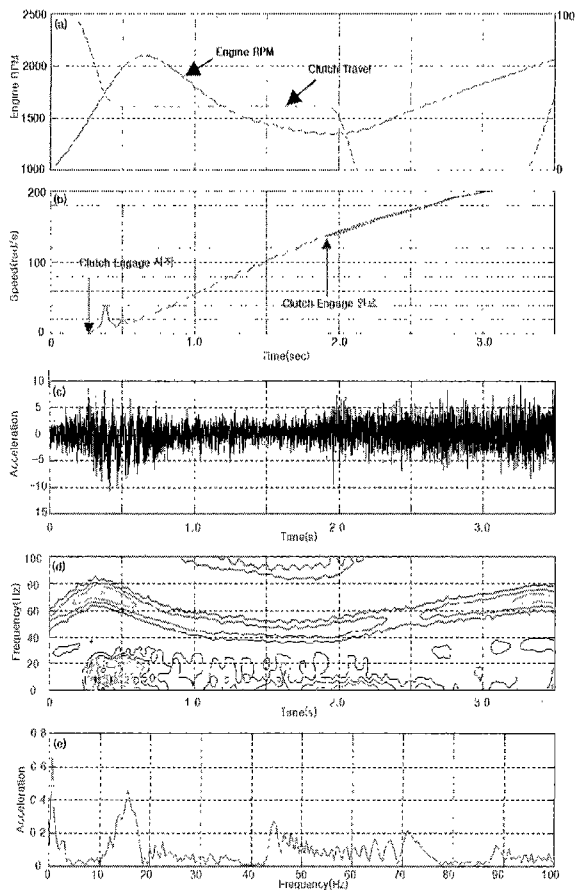 (a)
2500
2000
1500
1000
100
0
Engine RPM
Engine RPM
Clutch Travel
(b)
200
100
0
Speed(rad/s)
Clutch Engage 시작
Clutch Engage 완료
0 1.0 2.0 3.0
Time(sec)
(c)
10
5
0
-5
-10
15
Acceleration
0 1.0 2.0 3.0
Time(s)
(d)
100
80
60
40
20
0
Frequency(Hz)
0 1.0 2.0 3.0
Time(s)
(e)
0.8
0.6
0.4
0.2
0
Acceleration
0 10 20 30 40 50 60 70 80 90 100
Frequency(Hz)